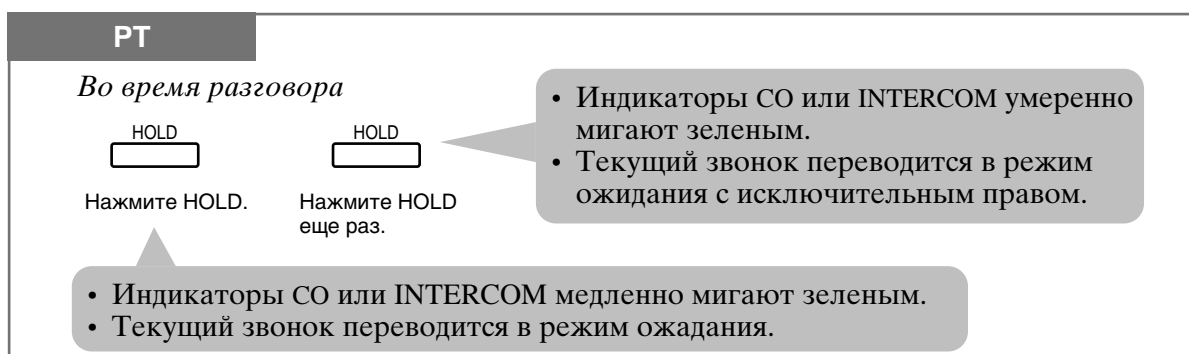 PT
Во время разговора
HOLD
HOLD
Нажмите HOLD.
Нажмите HOLD
еще раз.
• Индикаторы CO или INTERCOM умеренно
мигают зеленым.
• Текущий звонок переводится в режим
ожидания с исключительным правом.
• Индикаторы CO или INTERCOM медленно мигают зеленым.
• Текущий звонок переводится в режим ожадания.